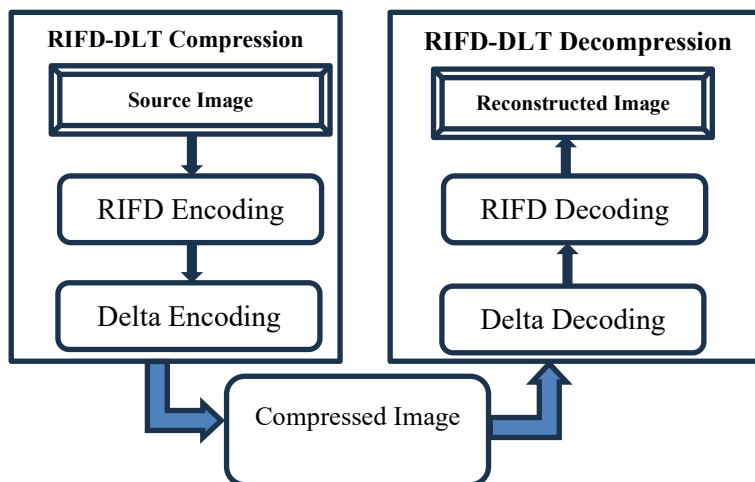 RIFD-DLT Compression
Source Image
RIFD Encoding
Delta Encoding
Compressed Image
RIFD-DLT Decompression
Reconstructed Image
RIFD Decoding
Delta Decoding